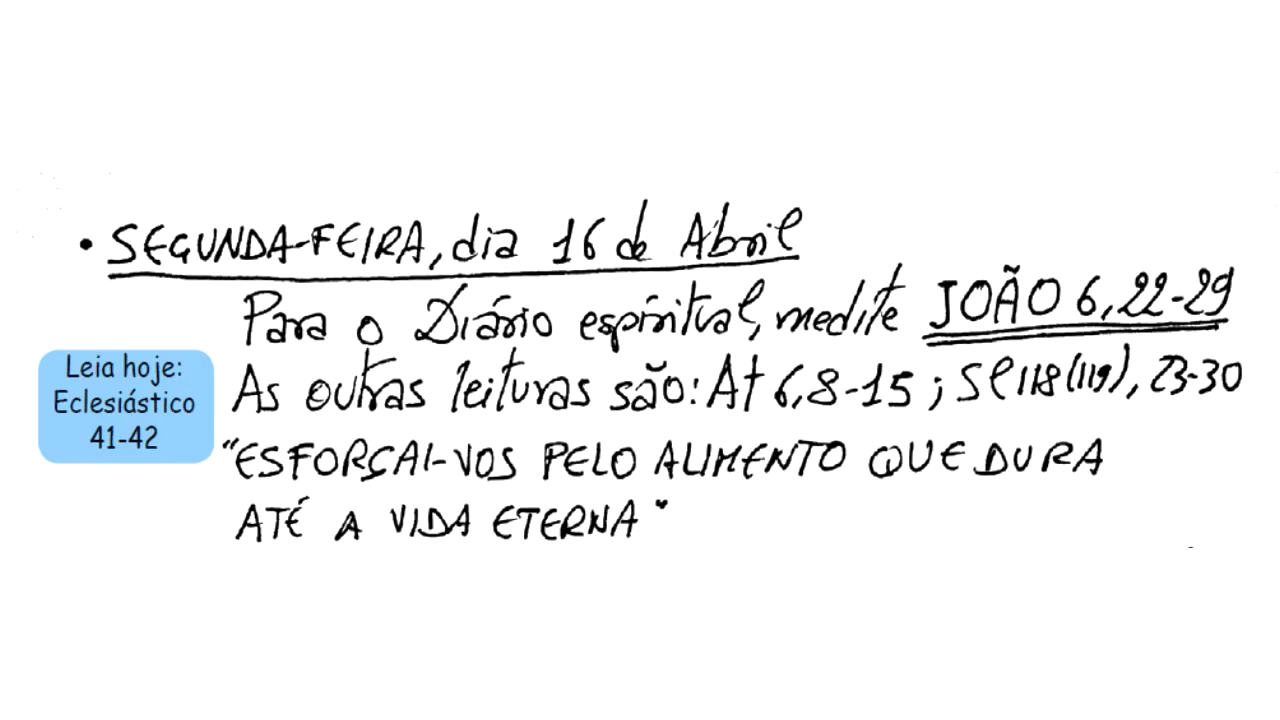 • SEGUNDA-FEIRA, dia 16 de Abril
Para o Diário espiritual, medite JOÃO 6, 22-29
Leia hoje:
Eclesiástico
41-42
As outras leituras são: At 6, 8-15; Sl 118 (119), 23-30
"ESFORÇAI-VOS PELO ALIMENTO QUE DURA
ATÉ A VIDA ETERNA"